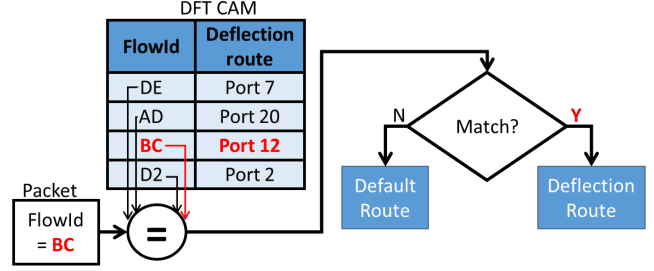 DFT CAM
FlowId
Deflection
route
DE
Port 7
AD
Port 20
BC
Port 12
D2
Port 2
Packet
FlowId
= BC
=
Match?
N
Y
Default
Route
Deflection
Route